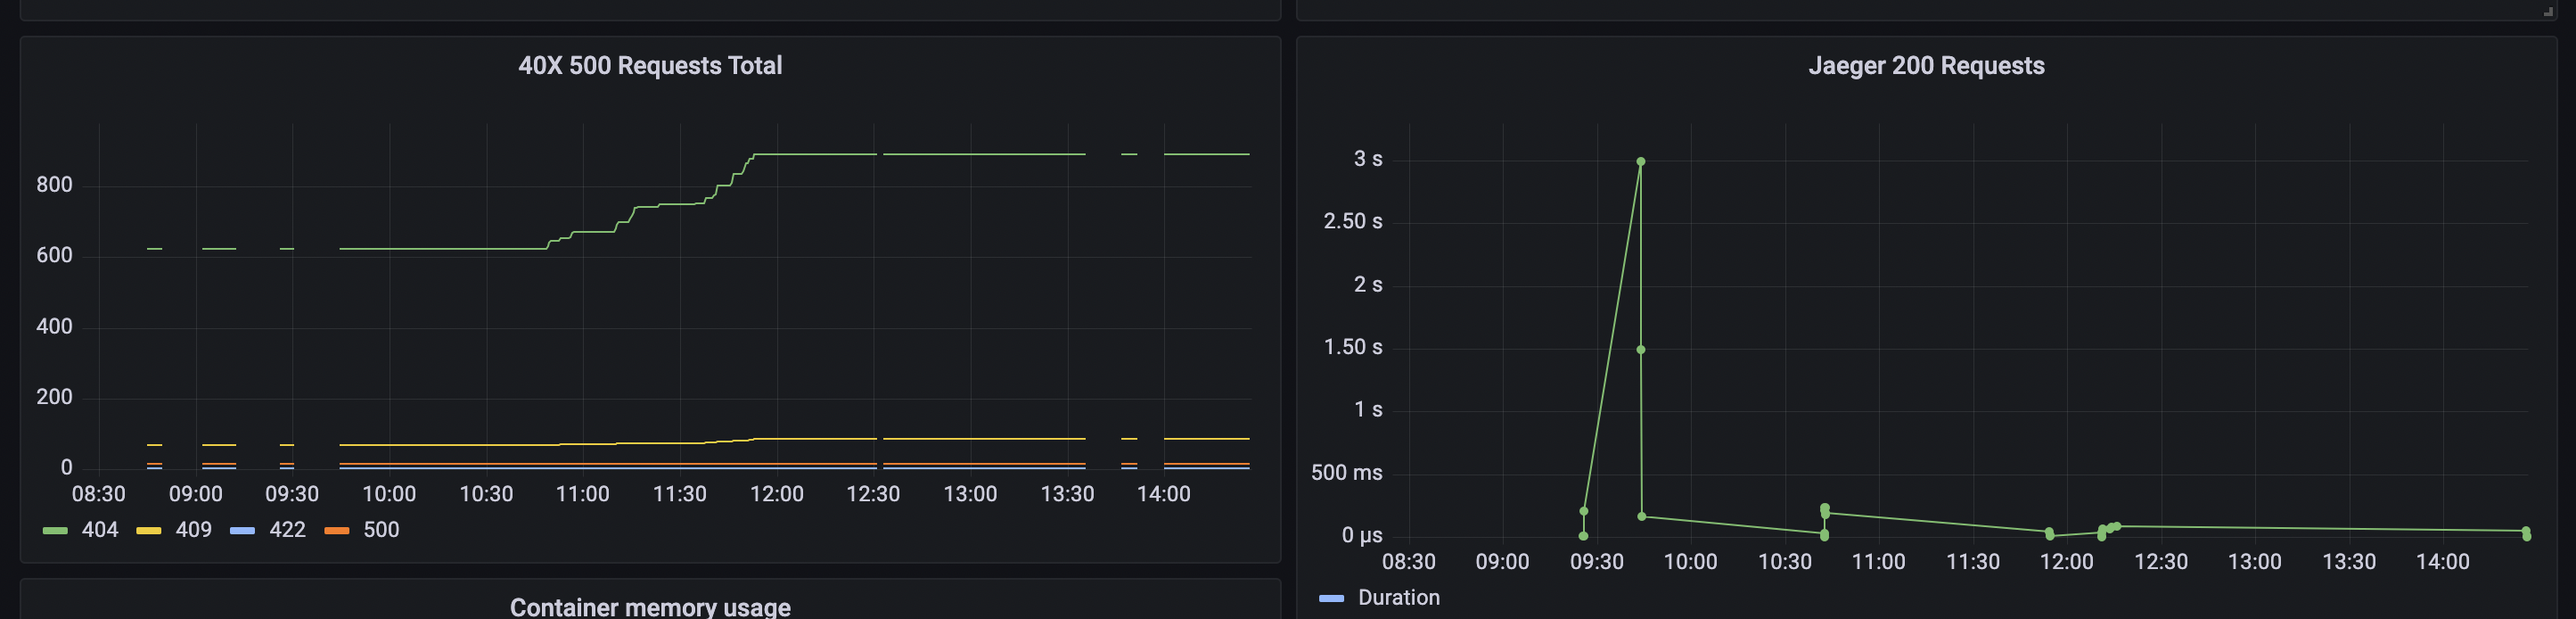 40X 500 Requests Total
800
600
400
200
0
08:30 09:00 09:30 10:00 10:30 11:00 11:30 12:00 12:30 13:00 13:30 14:00
404 409 422 500
Jaeger 200 Requests
3 s
2.50 s
2 s
1.50 s
1 s
500 ms
0 µs
08:30 09:00 09:30 10:00 10:30 11:00 11:30 12:00 12:30 13:00 13:30 14:00
Duration
Container memory usage